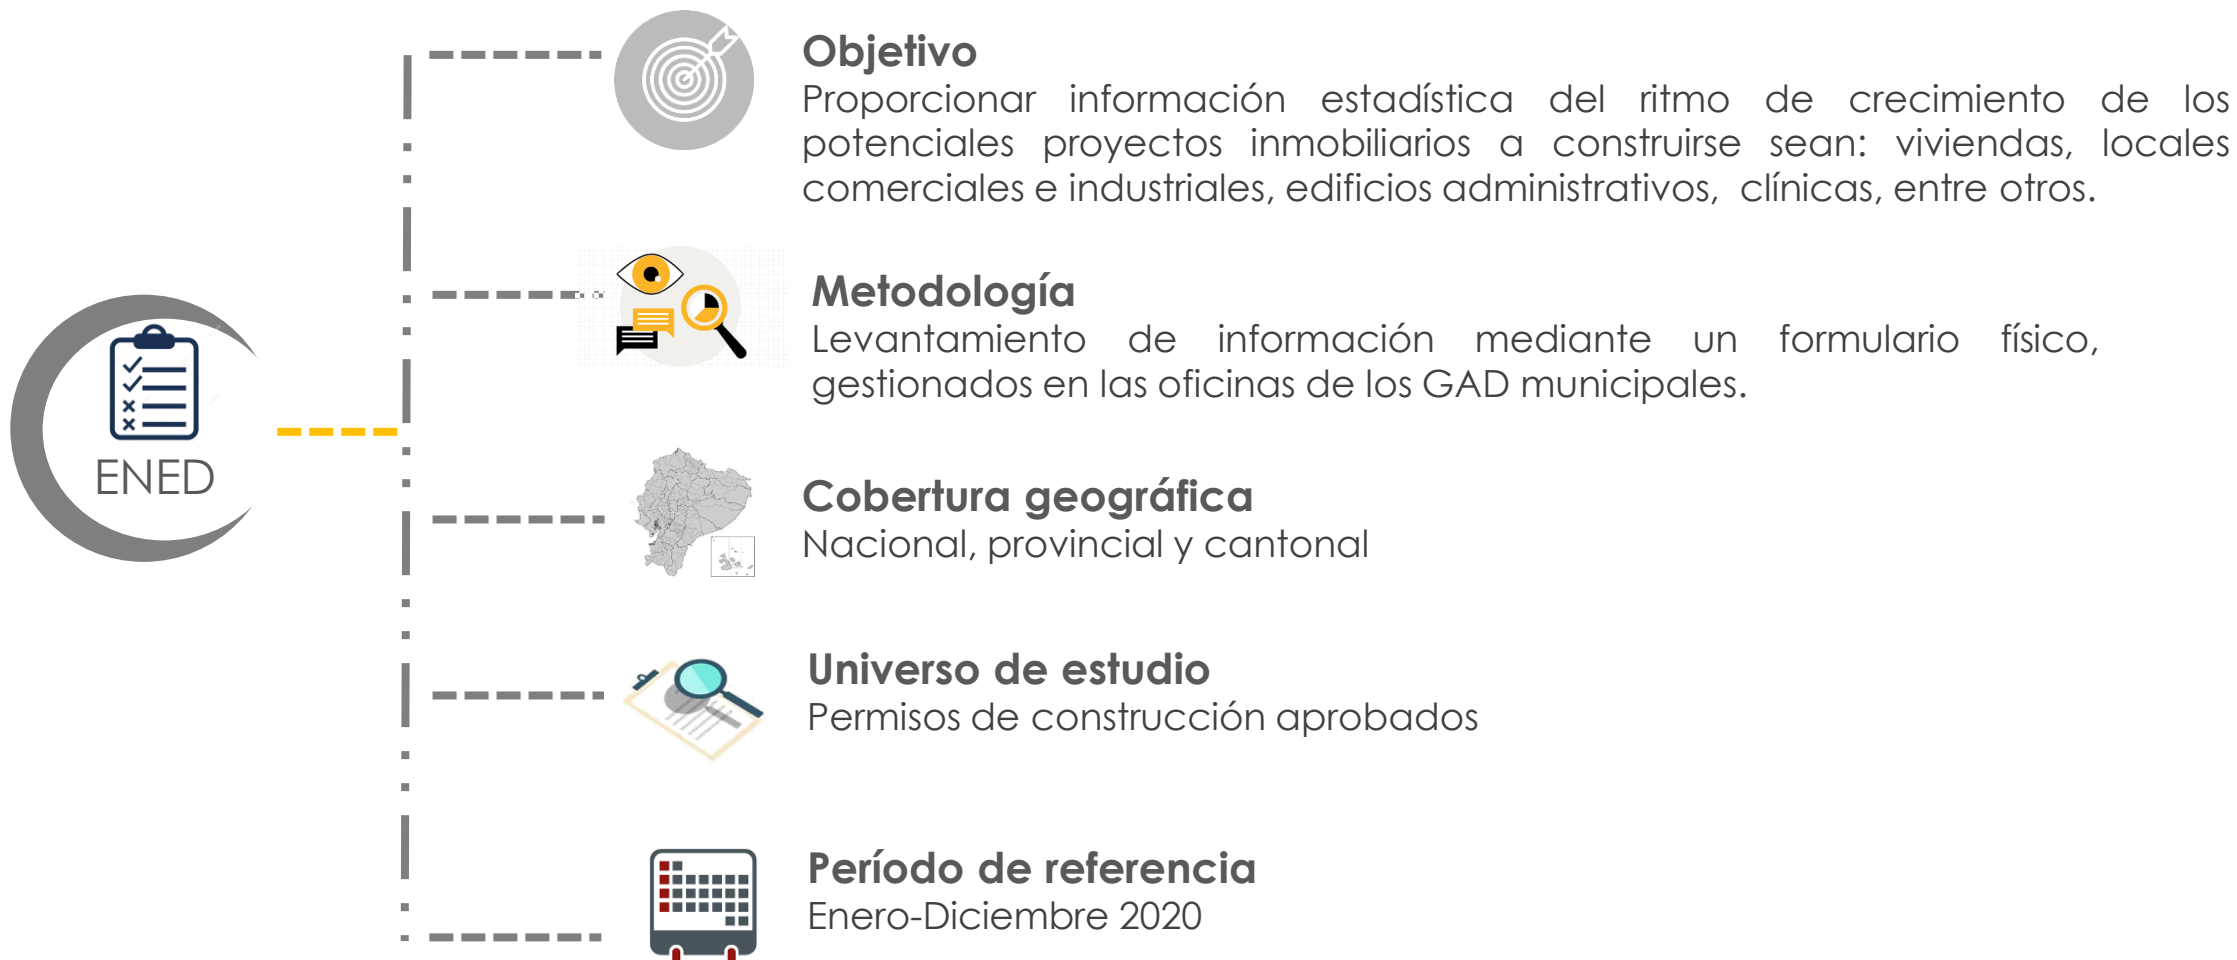 ENED
Objetivo
Proporcionar información estadística del ritmo de crecimiento de los
potenciales proyectos inmobiliarios a construirse sean: viviendas, locales
comerciales e industriales, edificios administrativos, clínicas, entre otros.
Metodología
Levantamiento de información mediante un formulario físico,
gestionados en las oficinas de los GAD municipales.
Cobertura geográfica
Nacional, provincial y cantonal
Universo de estudio
Permisos de construcción aprobados
Período de referencia
Enero-Diciembre 2020